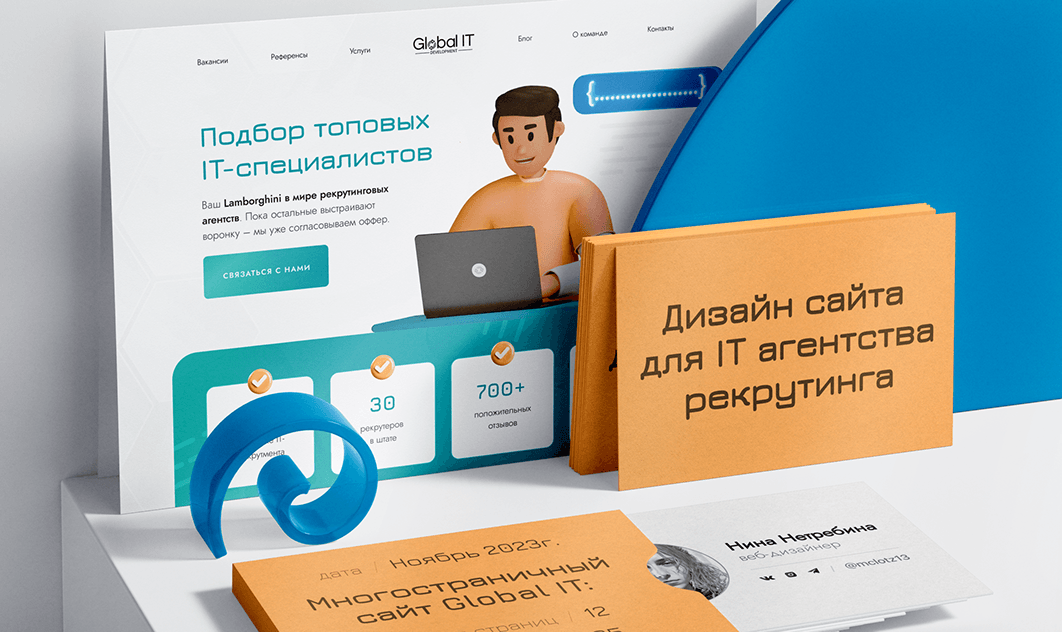 Вакансии
Референсы
Услуги
Global IT
DEVELOPMENT
Блог
О команде
Контакты
Подбор топовых
IT-специалистов
Ваш Lamborghini в мире рекрутинговых
агентств. Пока остальные выстраивают
воронку – мы уже согласовываем оффер.
СВЯЗАТЬСЯ С НАМИ
30
рекрутеров
в штате
700+
положительных
отзывов
Дизайн сайта
для IT агентства
рекрутинга
дата / Ноябрь 2023г.
Многостраничный
сайт Global IT:
страниц / 12
Нина Нетребина
веб-дизайнер
@mclotz13